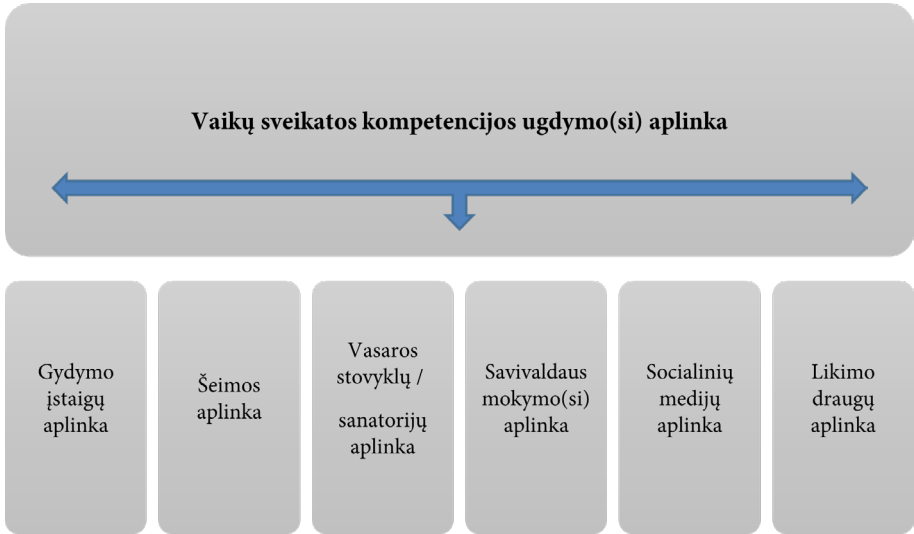 Vaikų sveikatos kompetencijos ugdymo(si) aplinka
Gydymo
įstaigų
aplinka
Šeimos
aplinka
Vasaros
stovyklų /
sanatorijų
aplinka
Savivaldaus
mokymo(si)
aplinka
Socialinių
medijų
aplinka
Likimo
draugų
aplinka